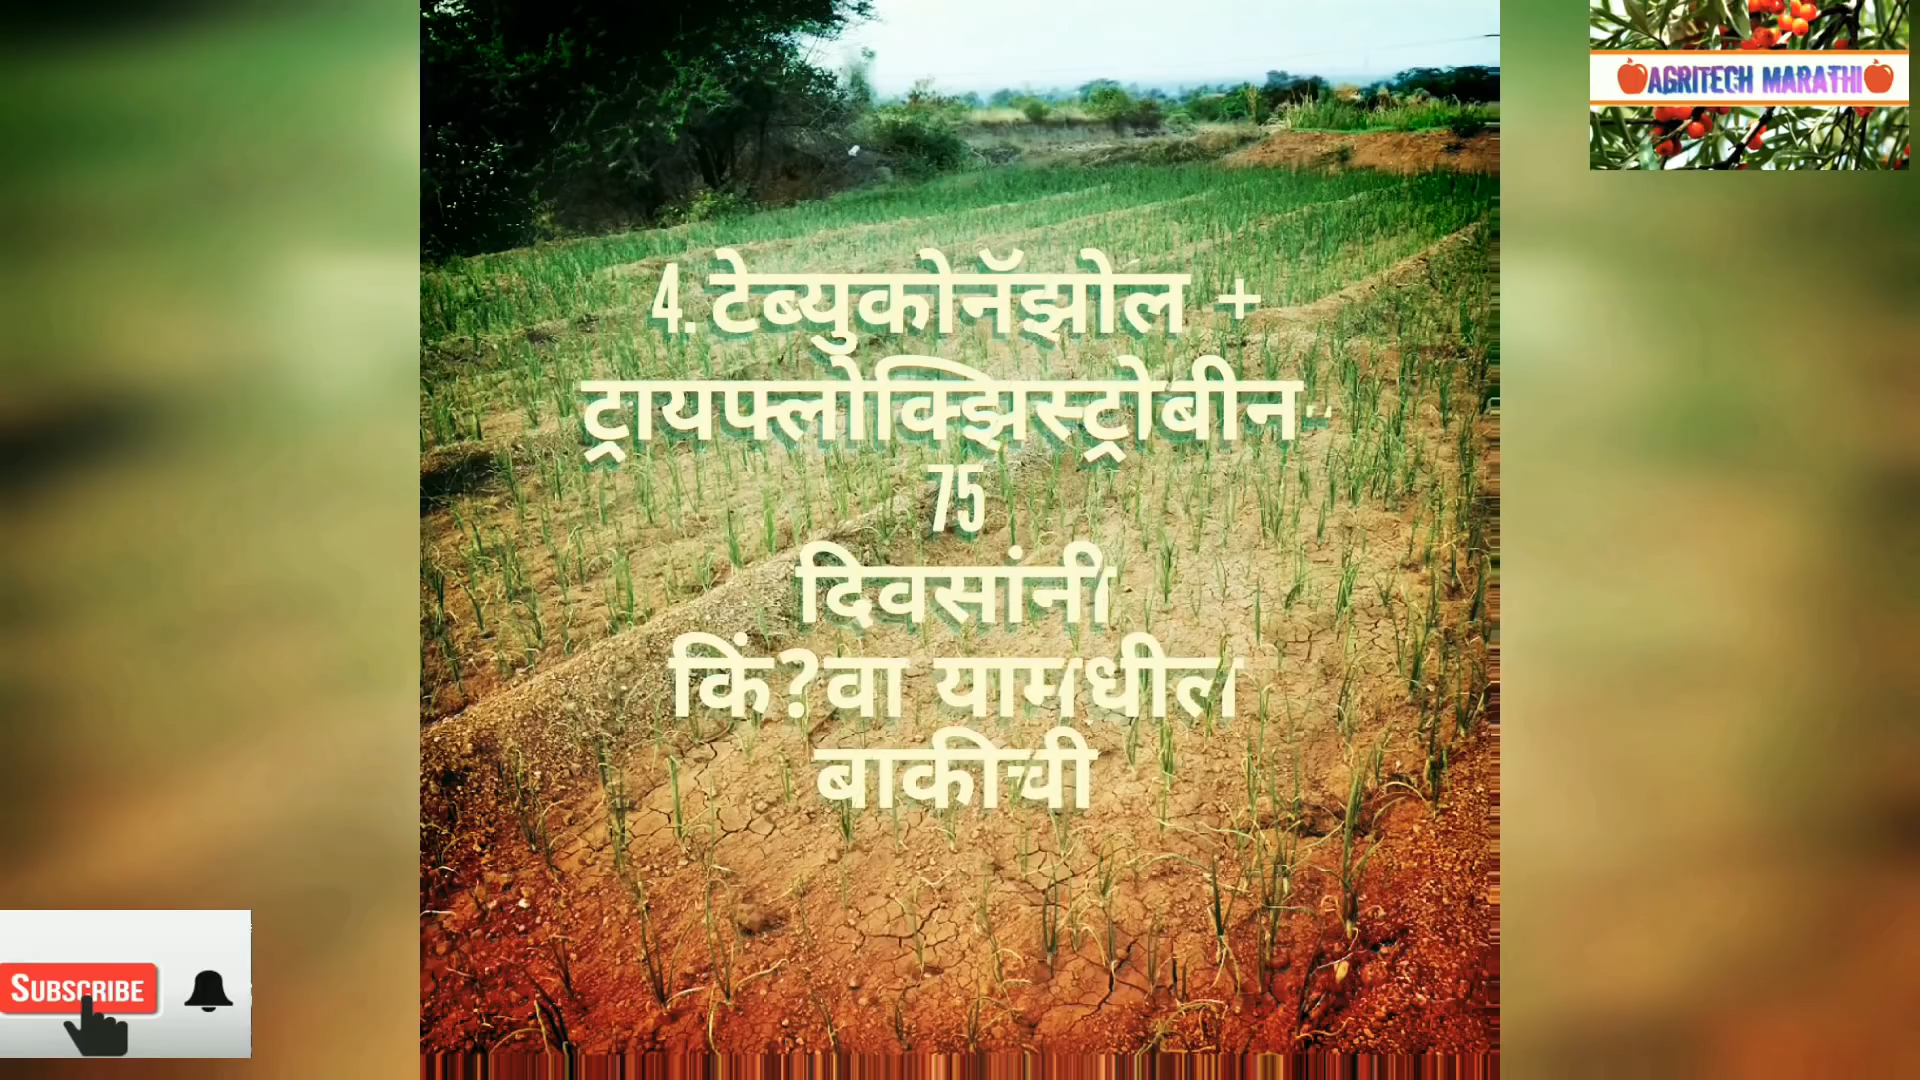 AGRITECH MARATHI
4. टेब्युकोनॅझोल +
ट्रायफ्लोक्झिस्ट्रोबीन--
75
दिवसांनी
किं?वा यामधील
बाकीची
SUBSCRIBE